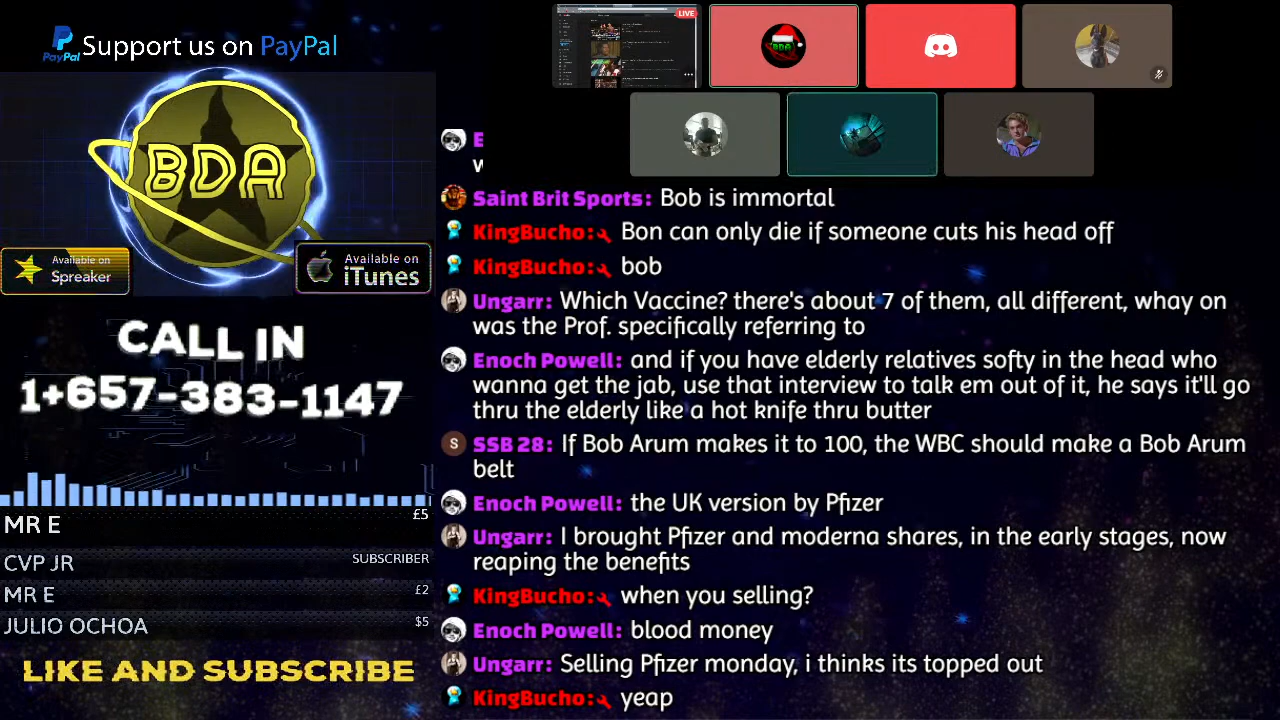 Support us on PayPal
PayPal
BDA
Available on
Spreaker
Available on
iTunes
CALL IN
1+657-383-1147
MR E £5
CVP JR SUBSCRIBER
MR E £2
JULIO OCHOA $5
LIKE AND SUBSCRIBE
LIVE
BDA
Saint Brit Sports: Bob is immortal
KingBucho: Bon can only die if someone cuts his head off
KingBucho: bob
Ungarr: Which Vaccine? there's about 7 of them, all different, whay on
was the Prof. specifically referring to
Enoch Powell: and if you have elderly relatives softy in the head who
wanna get the jab, use that interview to talk em out of it, he says it'll go
thru the elderly like a hot knife thru butter
S SSB 28: If Bob Arum makes it to 100, the WBC should make a Bob Arum
belt
Enoch Powell: the UK version by Pfizer
Ungarr: I brought Pfizer and moderna shares, in the early stages, now
reaping the benefits
KingBucho: when you selling?
Enoch Powell: blood money
Ungarr: Selling Pfizer monday, i thinks its topped out
KingBucho: yeap